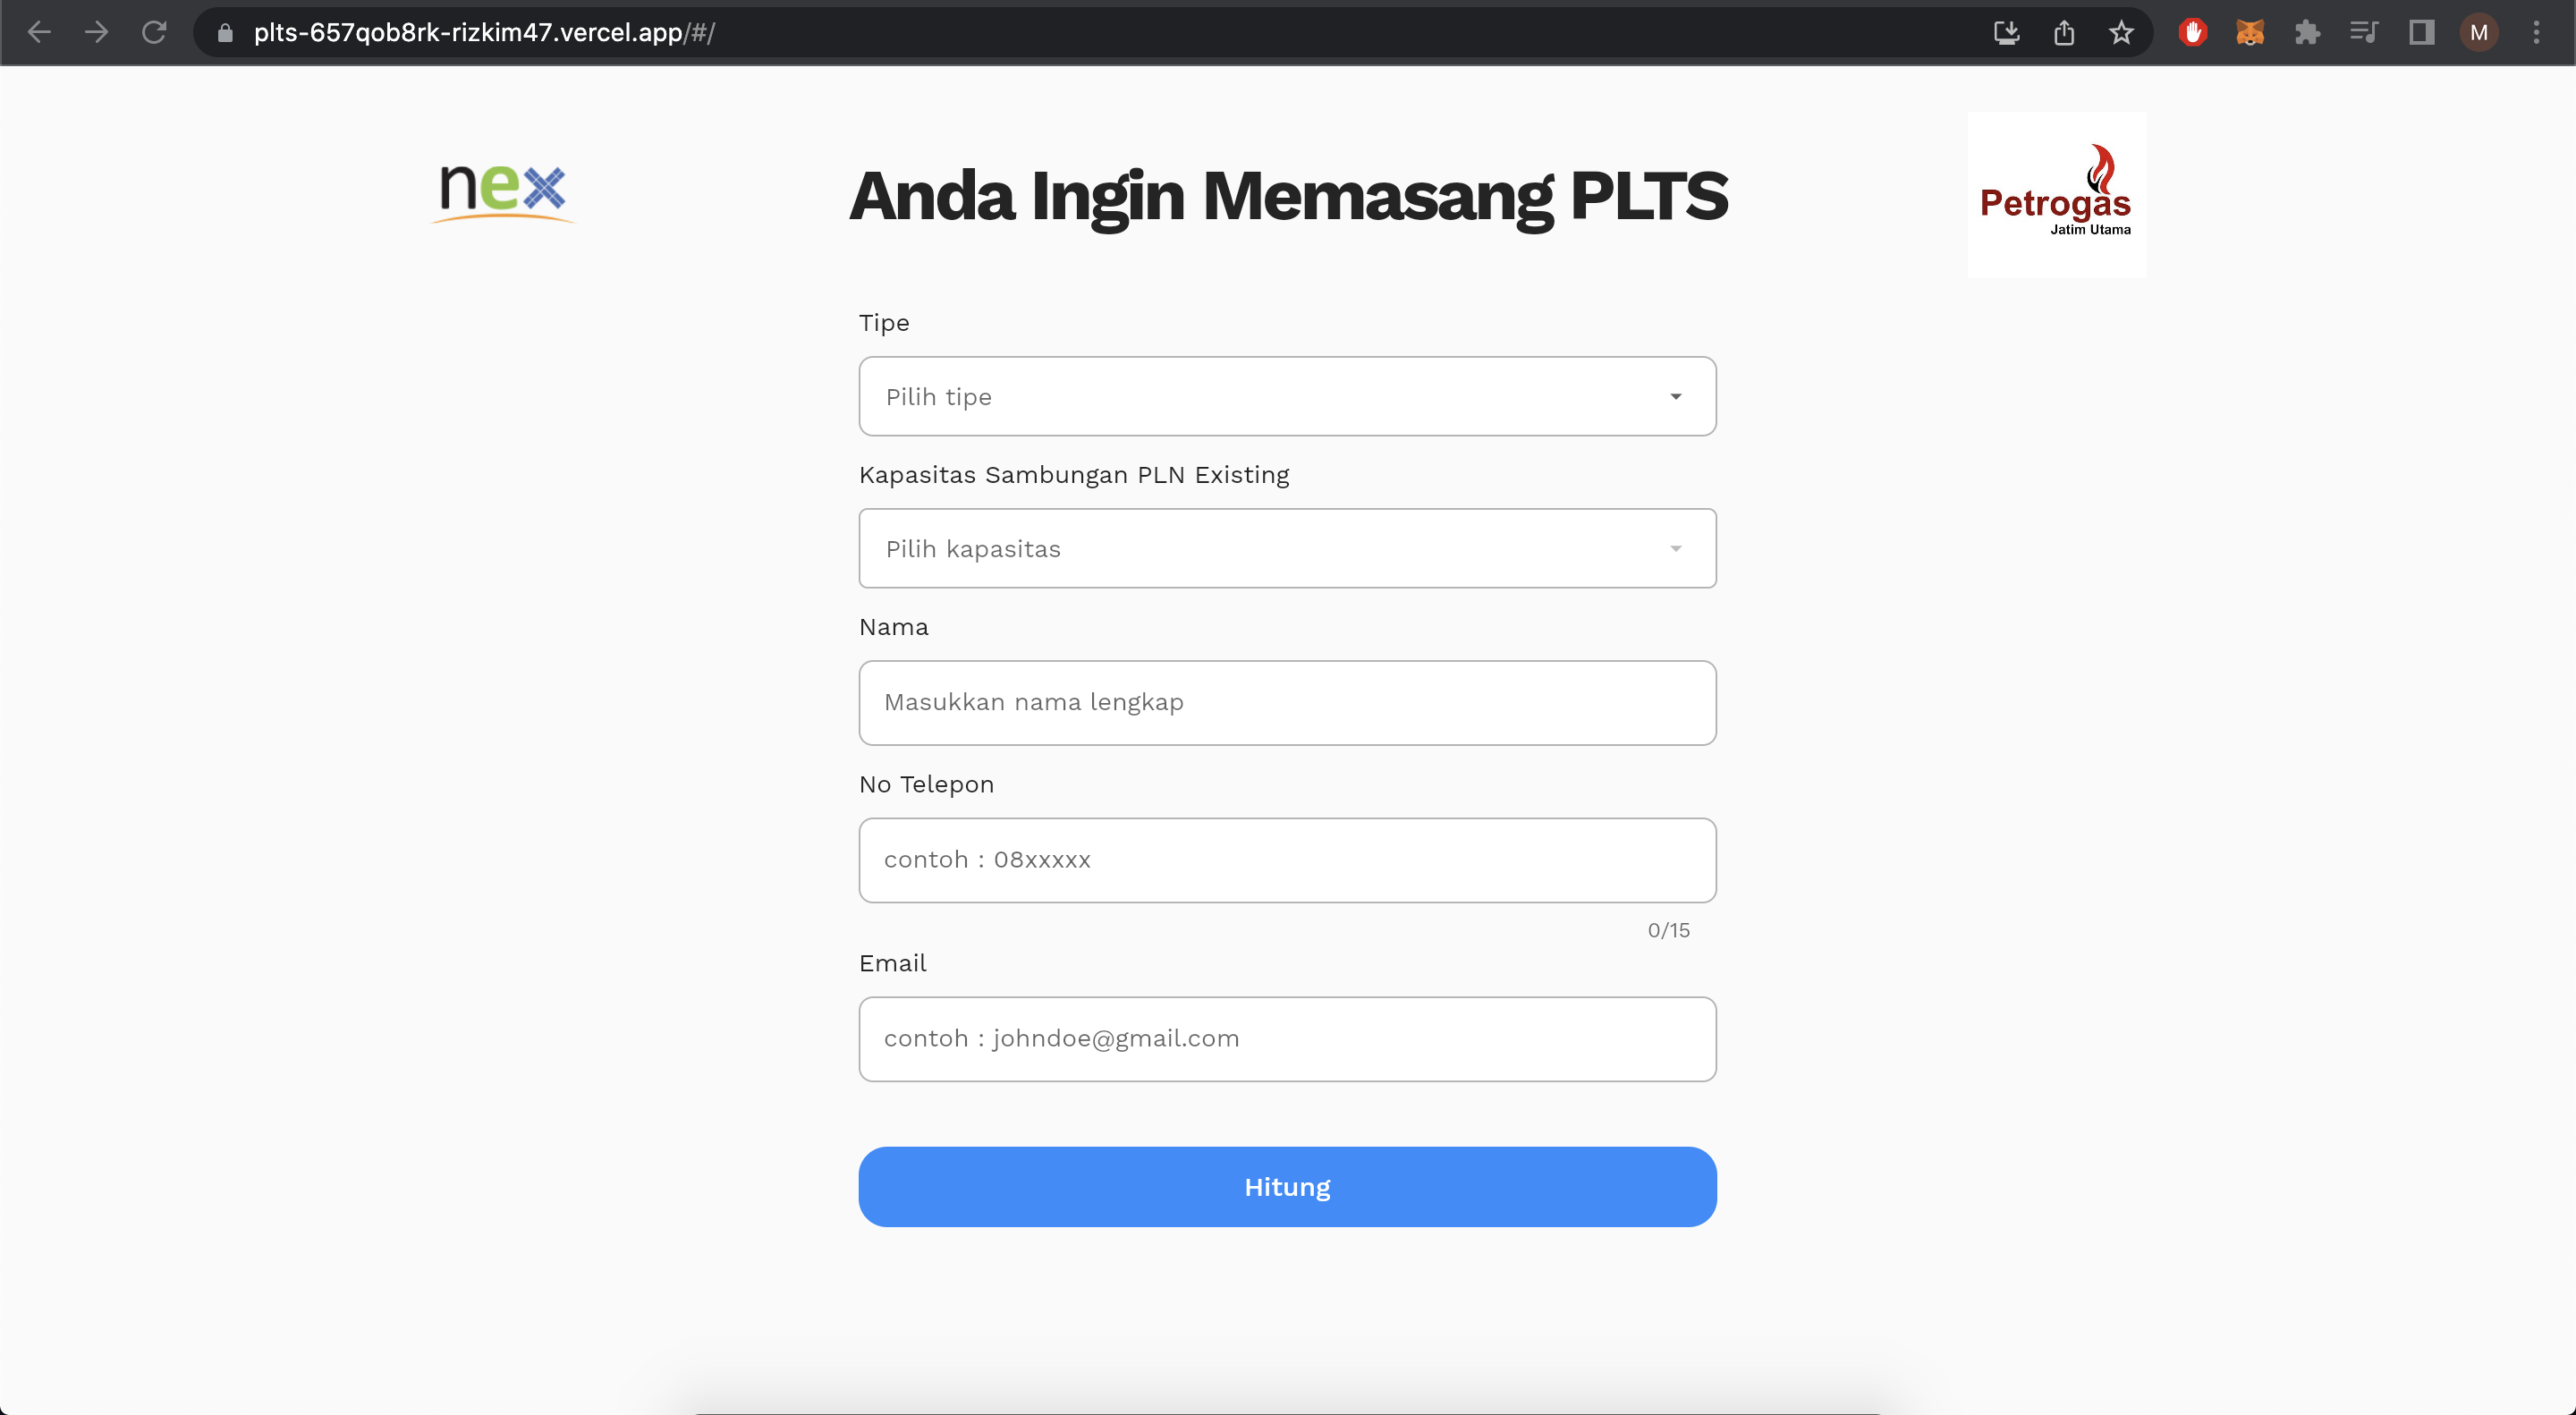 plts-657qob8rk-rizkim47.vercel.app/#/
M
nex
Anda Ingin Memasang PLTS
Petrogas
Jatim Utama
Tipe
Pilih tipe
Kapasitas Sambungan PLN Existing
Pilih kapasitas
Nama
Masukkan nama lengkap
No Telepon
contoh : 08xxxxx
0/15
Email
contoh : johndoe@gmail.com
Hitung